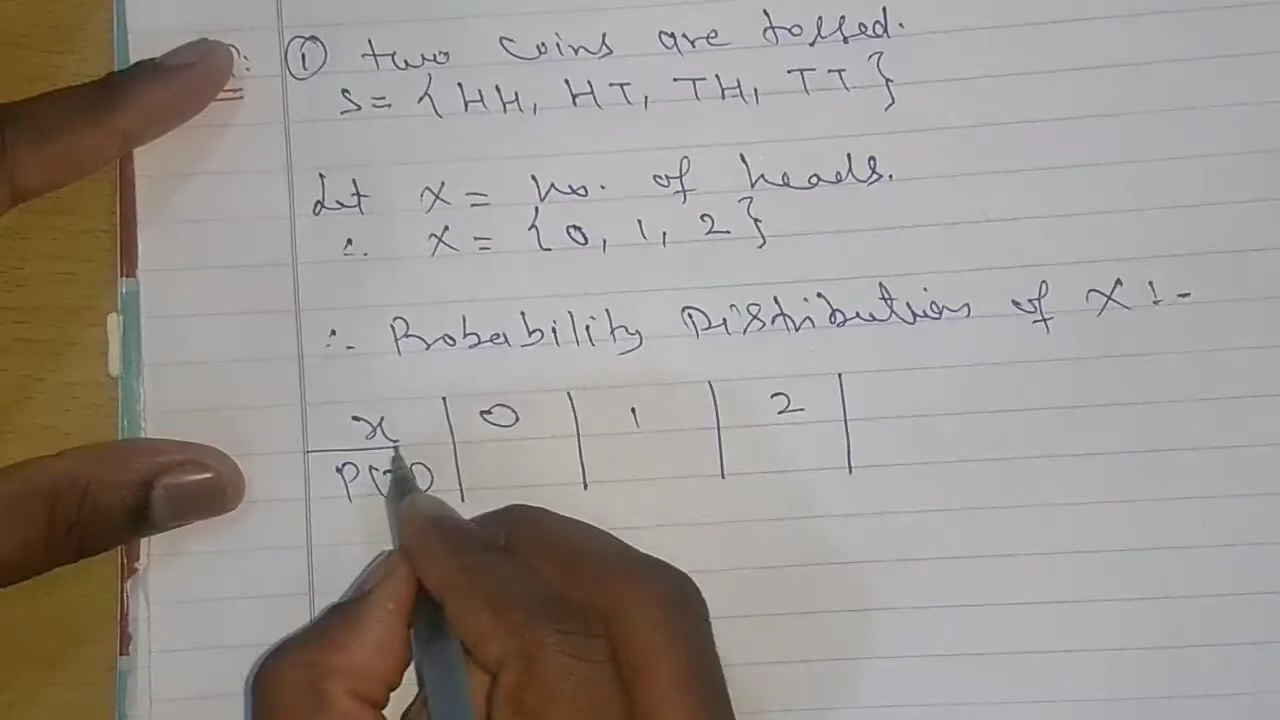 ① two coins are tossed.
S = {HH, HT, TH, TT}
Let X = no. of heads.
∴ X = {0, 1, 2}
∴ Probability Distribution of X :-
x | 0 | 1 | 2 |